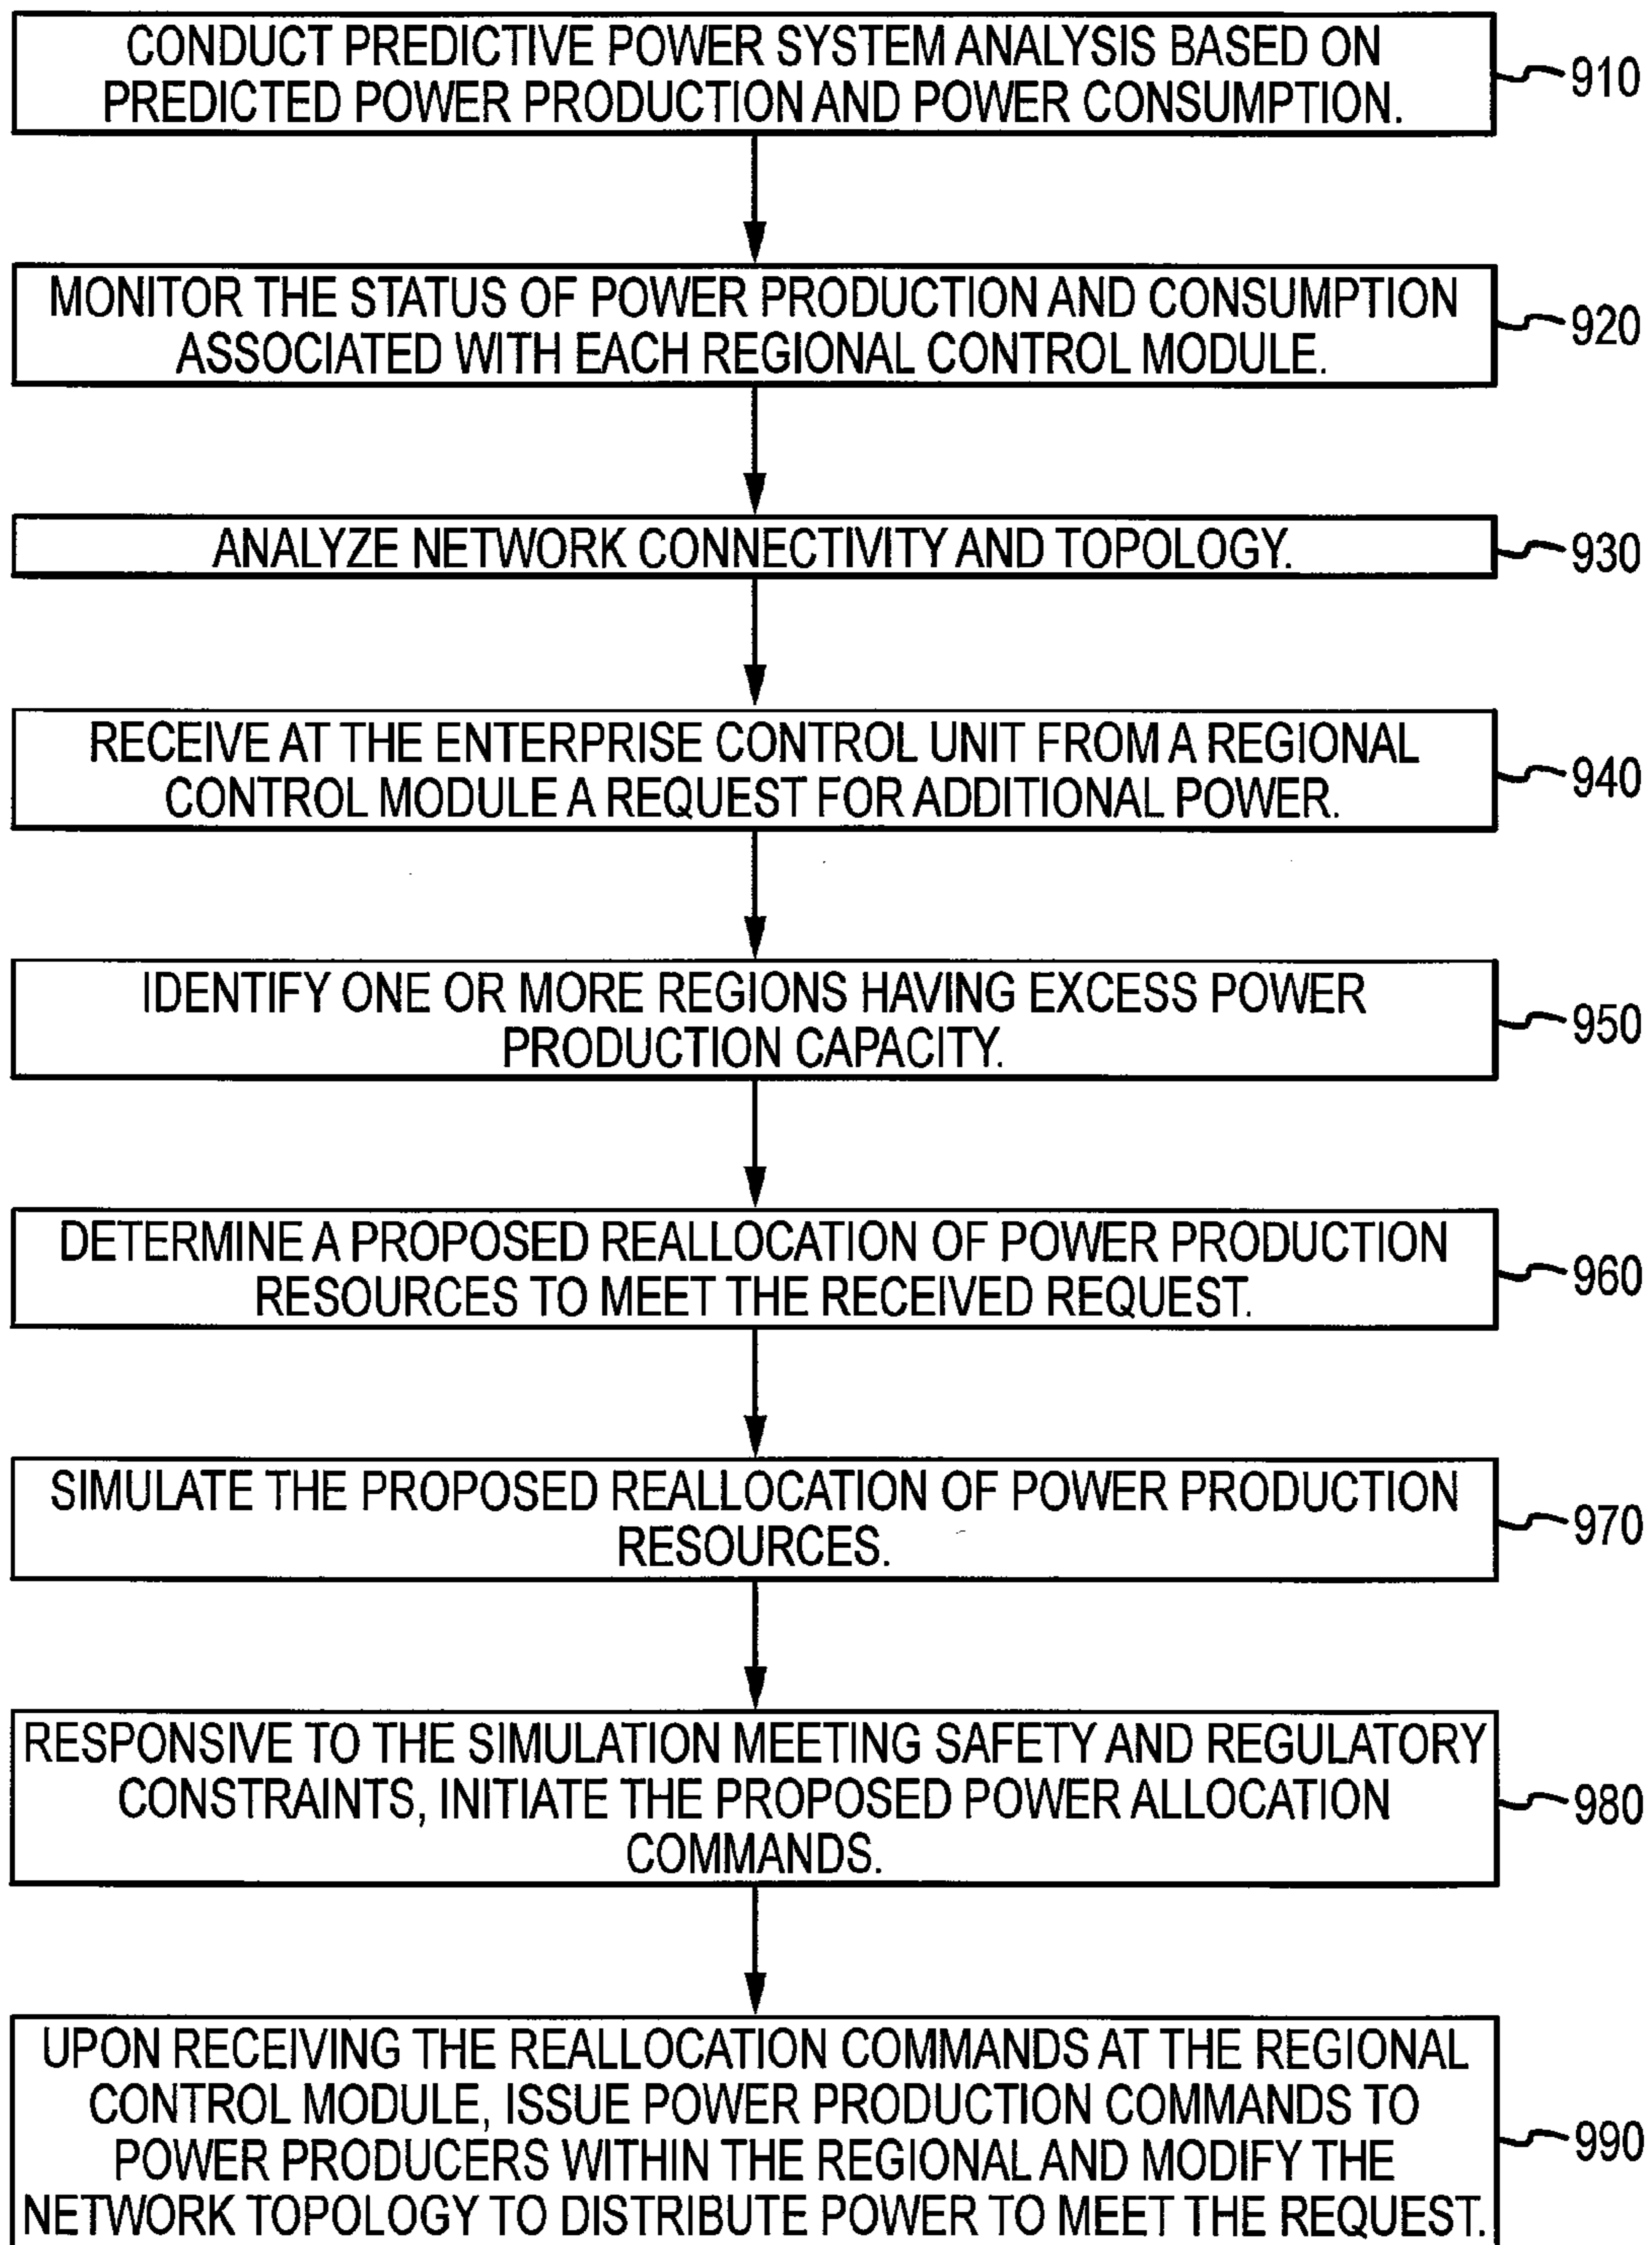 CONDUCT PREDICTIVE POWER SYSTEM ANALYSIS BASED ON
PREDICTED POWER PRODUCTION AND POWER CONSUMPTION.
910
MONITOR THE STATUS OF POWER PRODUCTION AND CONSUMPTION
ASSOCIATED WITH EACH REGIONAL CONTROL MODULE.
920
ANALYZE NETWORK CONNECTIVITY AND TOPOLOGY.
930
RECEIVE AT THE ENTERPRISE CONTROL UNIT FROM A REGIONAL
CONTROL MODULE A REQUEST FOR ADDITIONAL POWER.
940
IDENTIFY ONE OR MORE REGIONS HAVING EXCESS POWER
PRODUCTION CAPACITY.
950
DETERMINE A PROPOSED REALLOCATION OF POWER PRODUCTION
RESOURCES TO MEET THE RECEIVED REQUEST.
960
SIMULATE THE PROPOSED REALLOCATION OF POWER PRODUCTION
RESOURCES.
970
RESPONSIVE TO THE SIMULATION MEETING SAFETY AND REGULATORY
CONSTRAINTS, INITIATE THE PROPOSED POWER ALLOCATION
COMMANDS.
980
UPON RECEIVING THE REALLOCATION COMMANDS AT THE REGIONAL
CONTROL MODULE, ISSUE POWER PRODUCTION COMMANDS TO
POWER PRODUCERS WITHIN THE REGIONAL AND MODIFY THE
NETWORK TOPOLOGY TO DISTRIBUTE POWER TO MEET THE REQUEST.
990